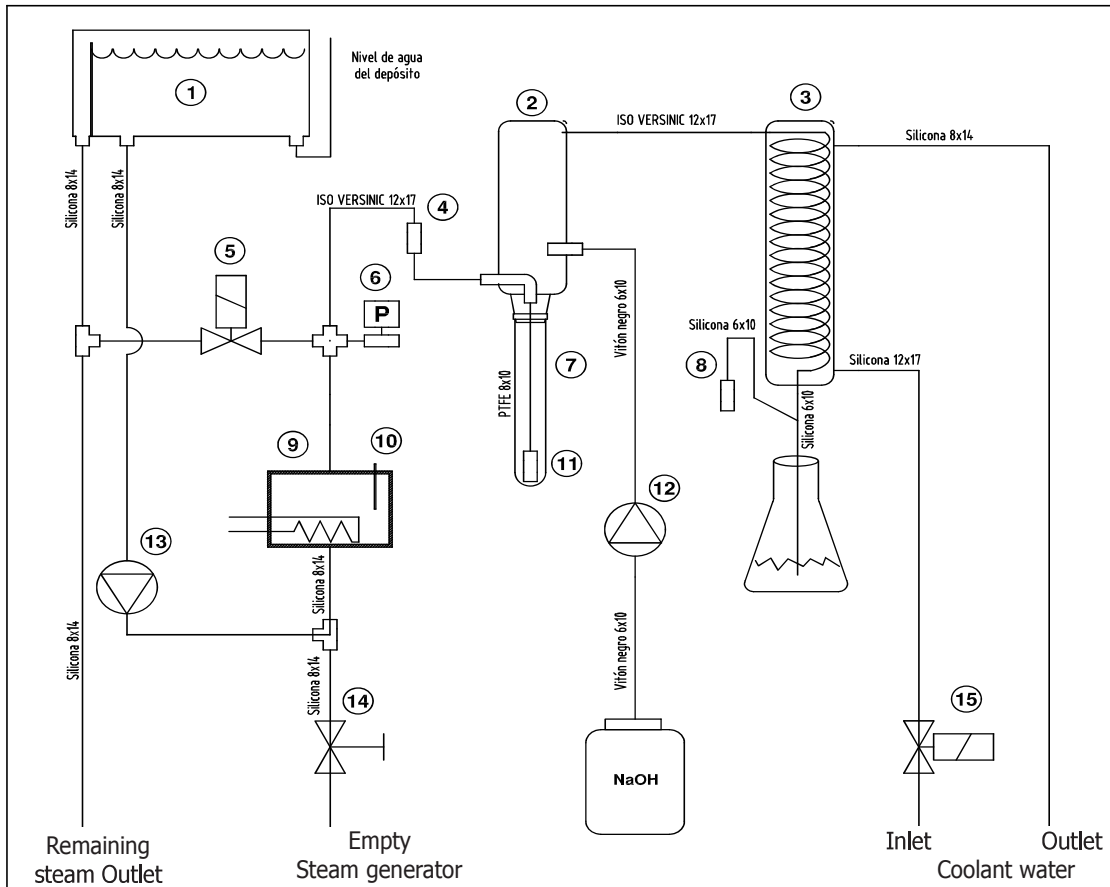 1
Nivel de agua
del depósito
2
3
ISO VERSINIC 12x17
Silicona 8x14
Silicona 8x14
Silicona 8x14
ISO VERSINIC 12x17
4
5
6
P
Vitón negro 6x10
Silicona 6x10
Silicona 12x17
7
8
PTFE 8x10
Silicona 6x10
9
10
11
12
13
Silicona 8x14
Silicona 8x14
Silicona 8x14
Vitón negro 6x10
14
15
NaOH
Remaining
steam Outlet
Empty
Steam generator
Inlet
Outlet
Coolant water